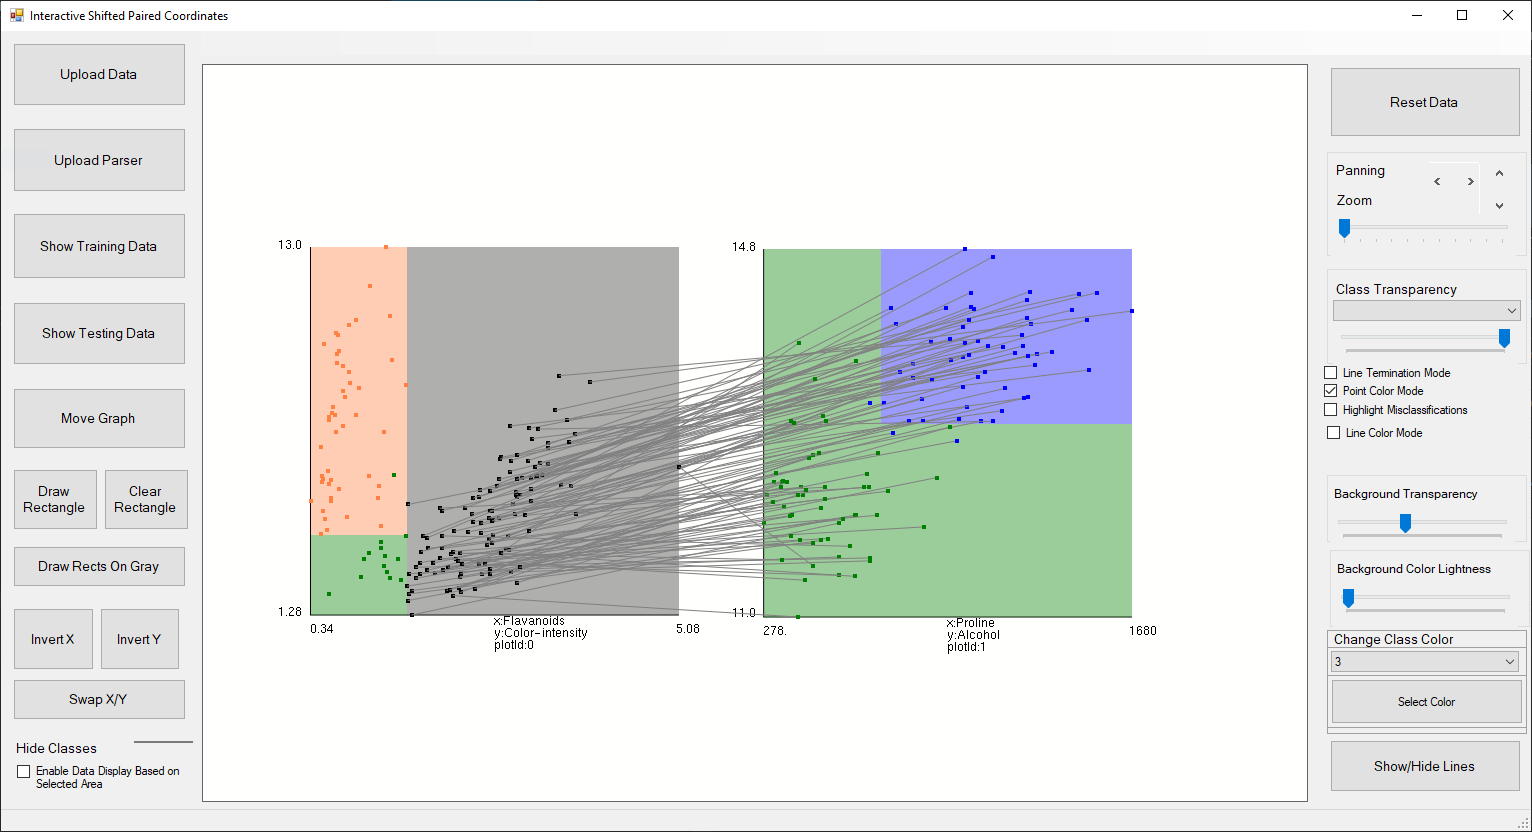 Interactive Shifted Paired Coordinates
Upload Data
Upload Parser
Show Training Data
Show Testing Data
Move Graph
Draw
Rectangle
Clear
Rectangle
Draw Rects On Gray
Invert X
Invert Y
Swap X/Y
Hide Classes
Enable Data Display Based on
Selected Area
13.0
1.28
0.34
5.08
x:Flavanoids
y:Color-intensity
plotId:0
14.8
11.0
278.
1680
x:Proline
y:Alcohol
plotId:1
Reset Data
Panning
< >
Zoom
Class Transparency
Line Termination Mode
Point Color Mode
Highlight Misclassifications
Line Color Mode
Background Transparency
Background Color Lightness
Change Class Color
3
Select Color
Show/Hide Lines